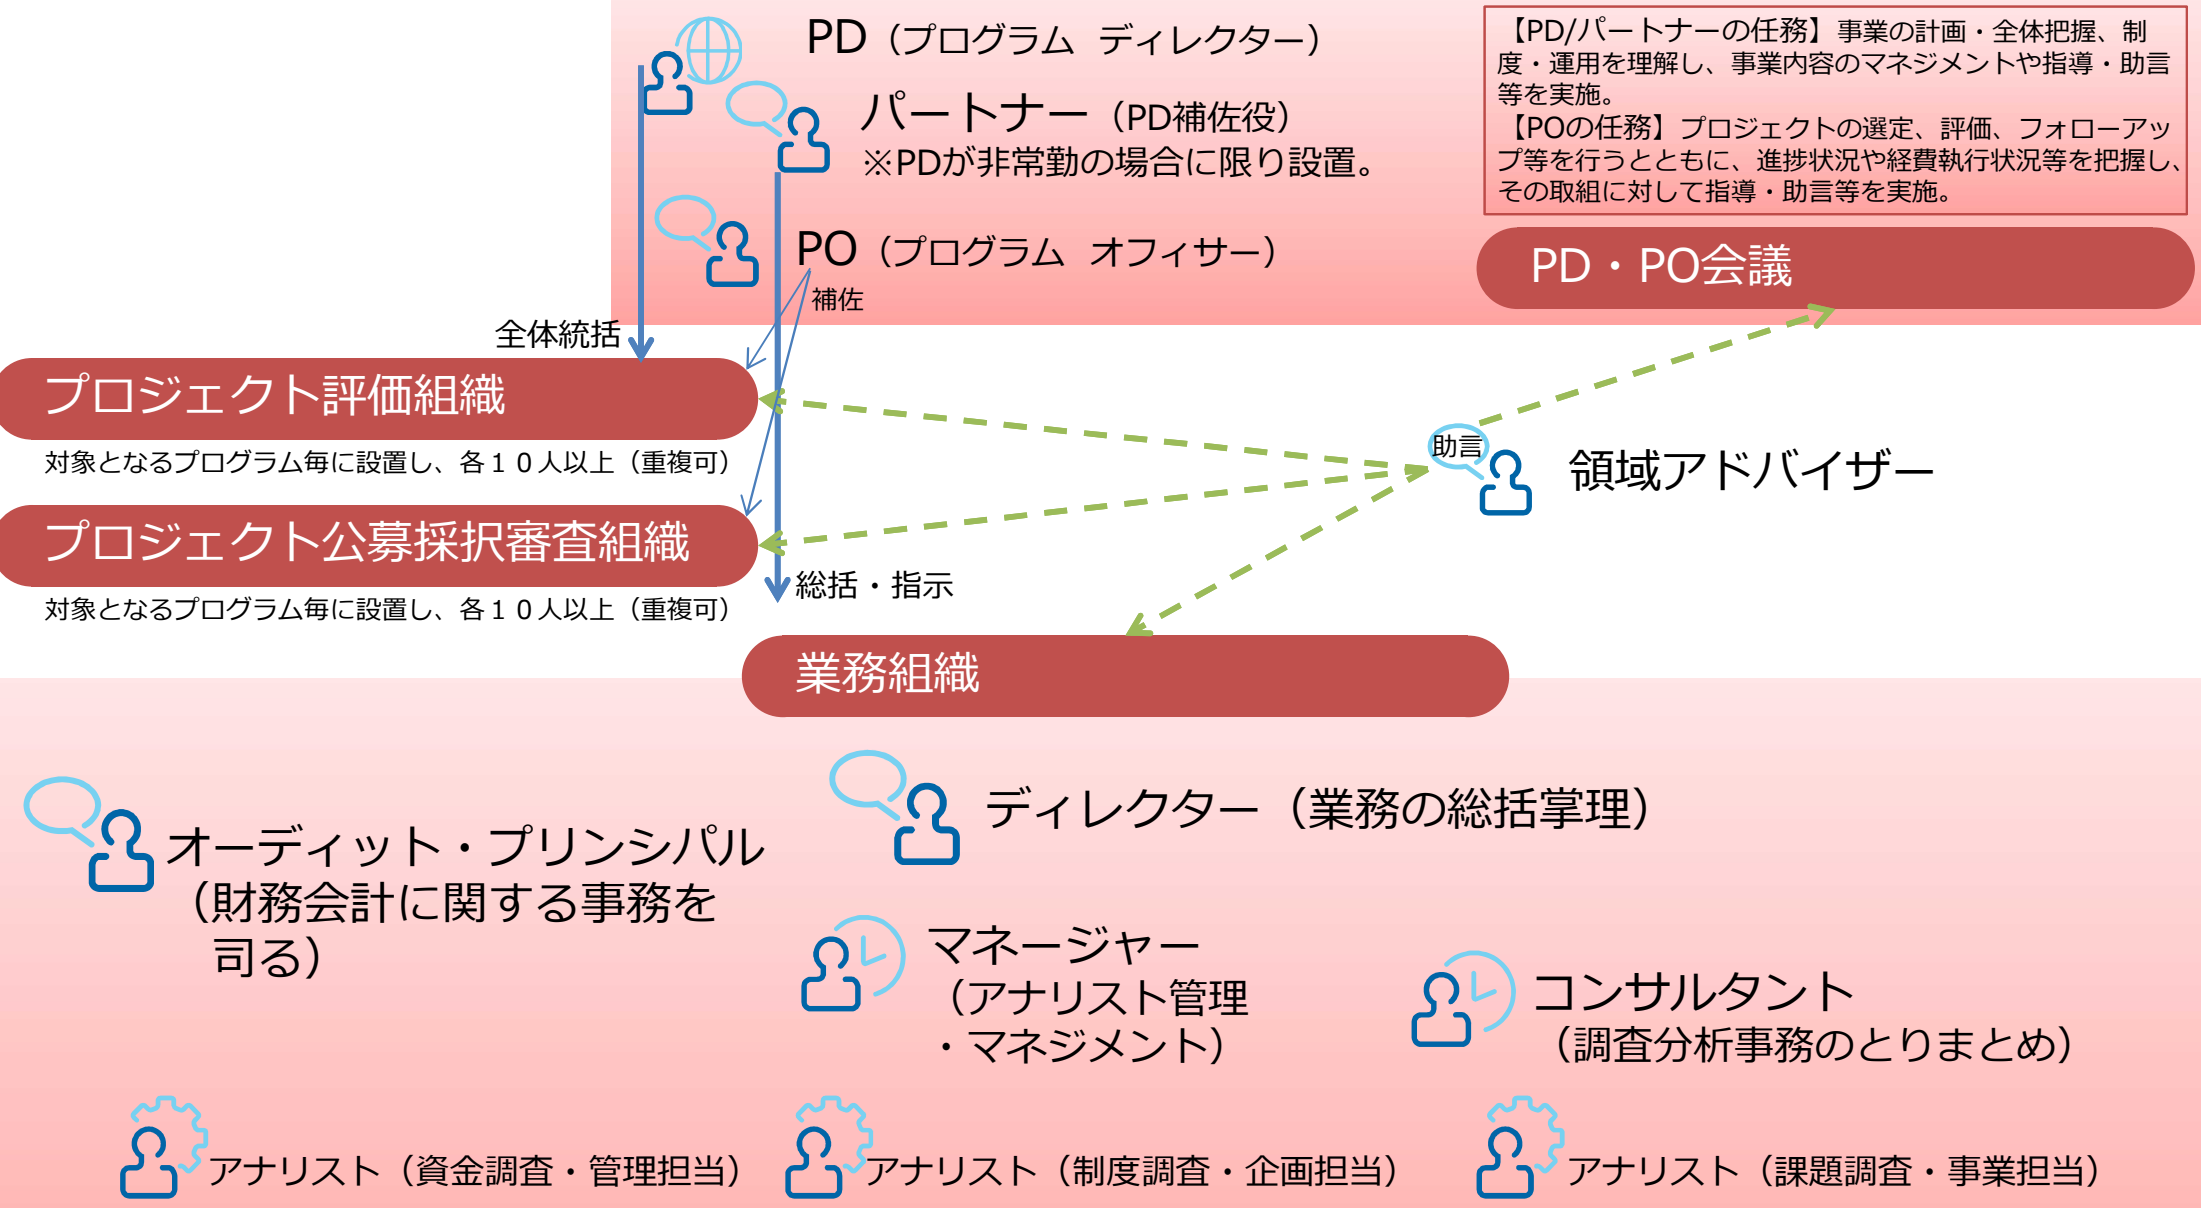 PD（プログラム ディレクター）
パートナー（PD補佐役）
※PDが非常勤の場合に限り設置。
PO（プログラム オフィサー）
補佐
【PD/パートナーの任務】事業の計画・全体把握、制
度・運用を理解し、事業内容のマネジメントや指導・助言
等を実施。
【POの任務】プロジェクトの選定、評価、フォローアッ
プ等を行うとともに、進捗状況や経費執行状況等を把握し、
その取組に対して指導・助言等を実施。
PD・PO会議
全体統括
プロジェクト評価組織
対象となるプログラム毎に設置し、各１０人以上（重複可）
助言
領域アドバイザー
プロジェクト公募採択審査組織
対象となるプログラム毎に設置し、各１０人以上（重複可）
総括・指示
業務組織
ディレクター（業務の総括掌理）
オーディット・プリンシパル
（財務会計に関する事務を
司る）
マネージャー
（アナリスト管理
・マネジメント）
コンサルタント
（調査分析事務のとりまとめ）
アナリスト（資金調査・管理担当）
アナリスト（制度調査・企画担当）
アナリスト（課題調査・事業担当）